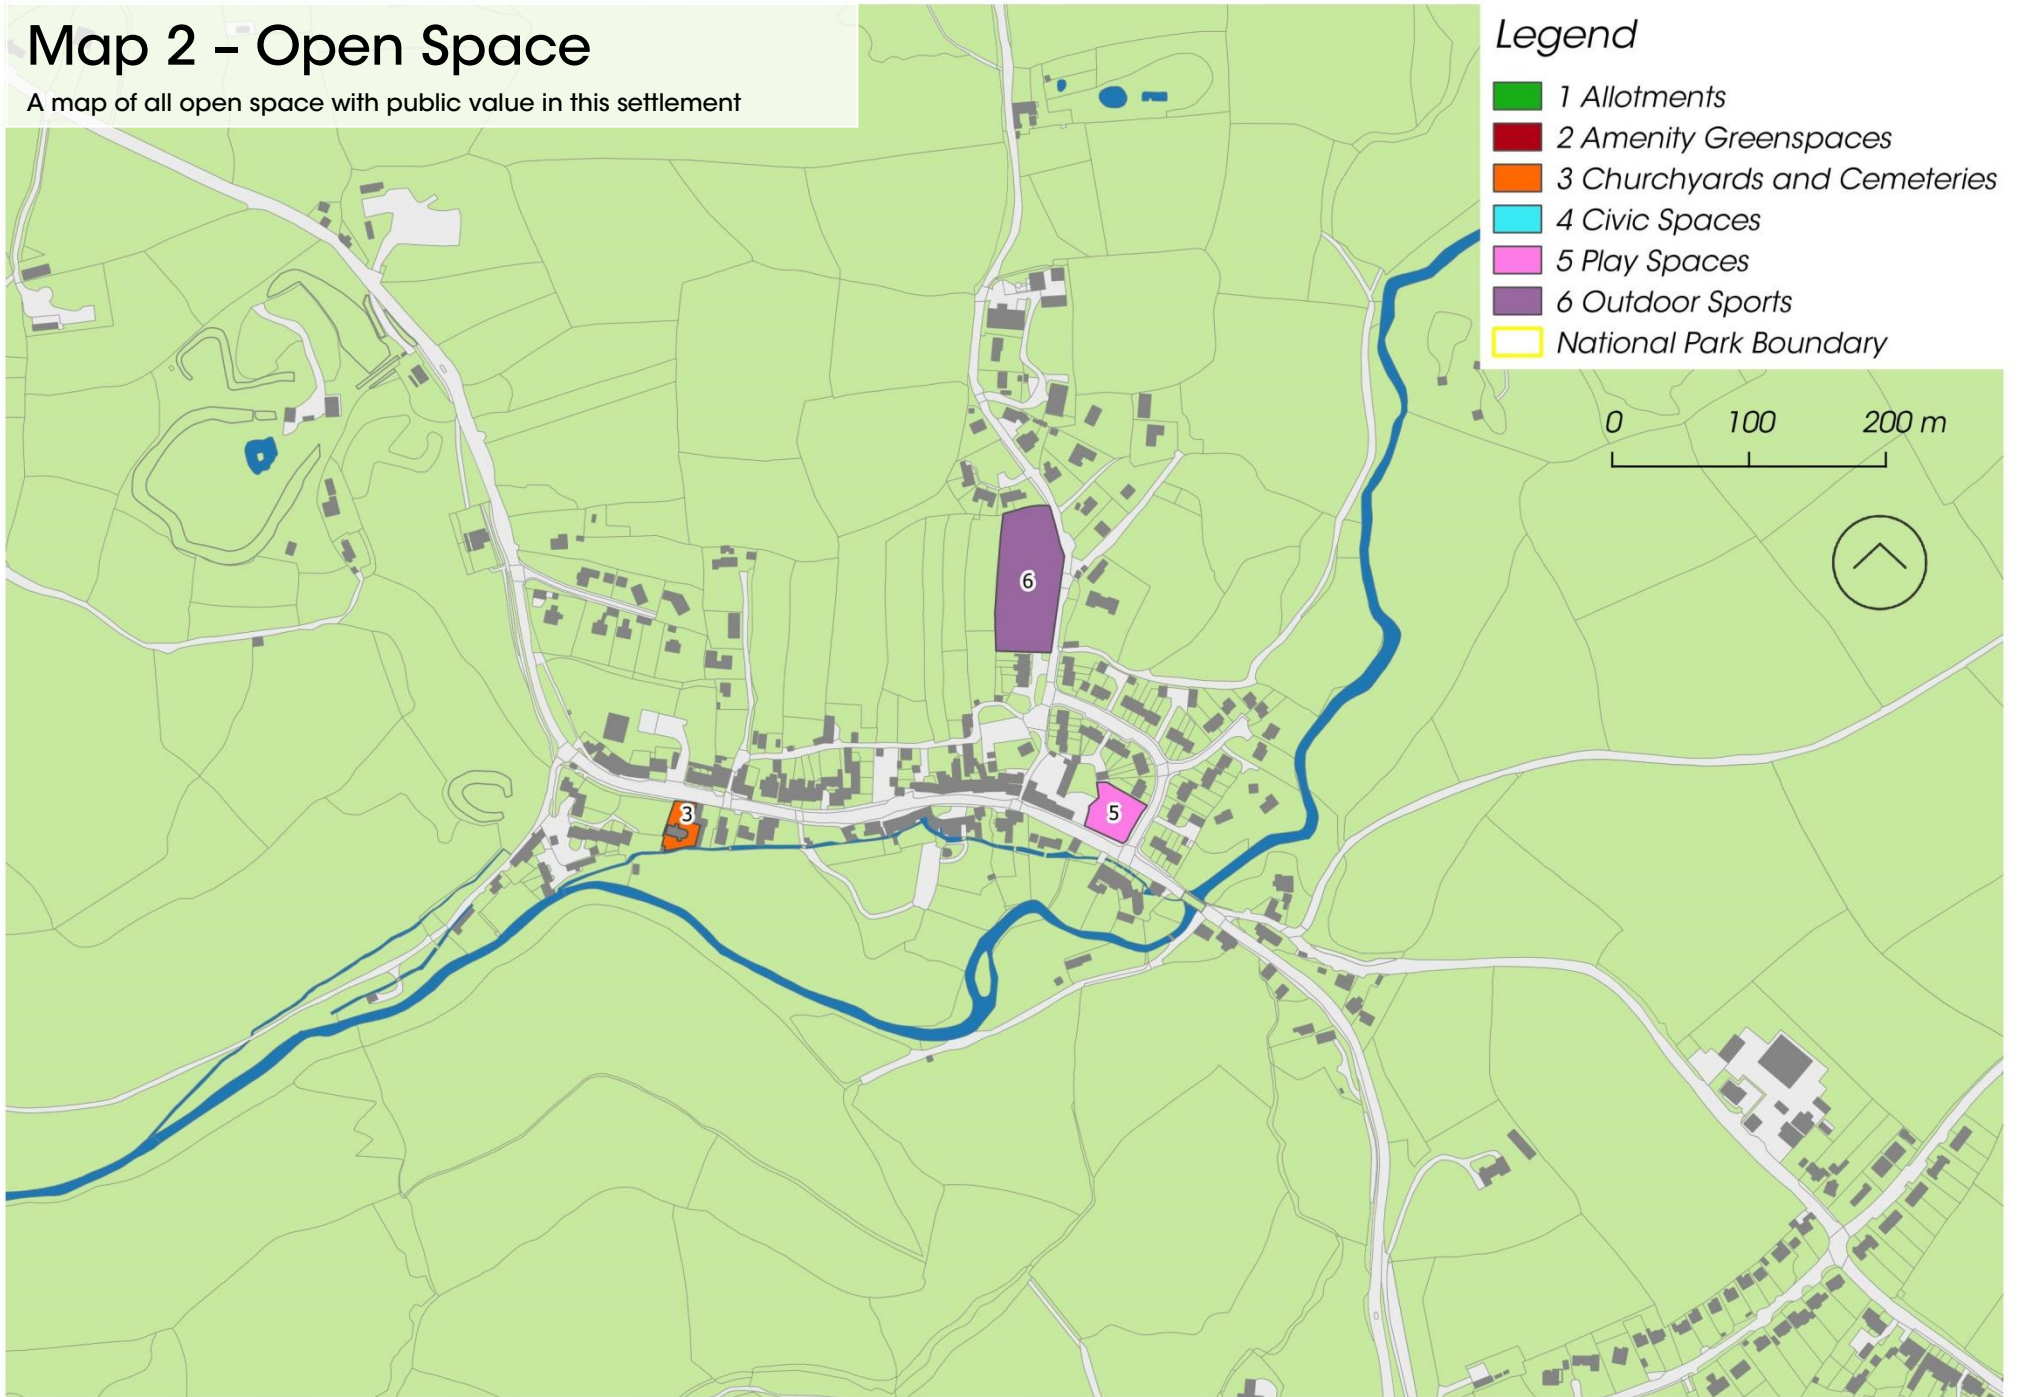 Map 2 – Open Space
A map of all open space with public value in this settlement
Legend
1 Allotments
2 Amenity Greenspaces
3 Churchyards and Cemeteries
4 Civic Spaces
5 Play Spaces
6 Outdoor Sports
National Park Boundary
0 100 200 m
6
3
5